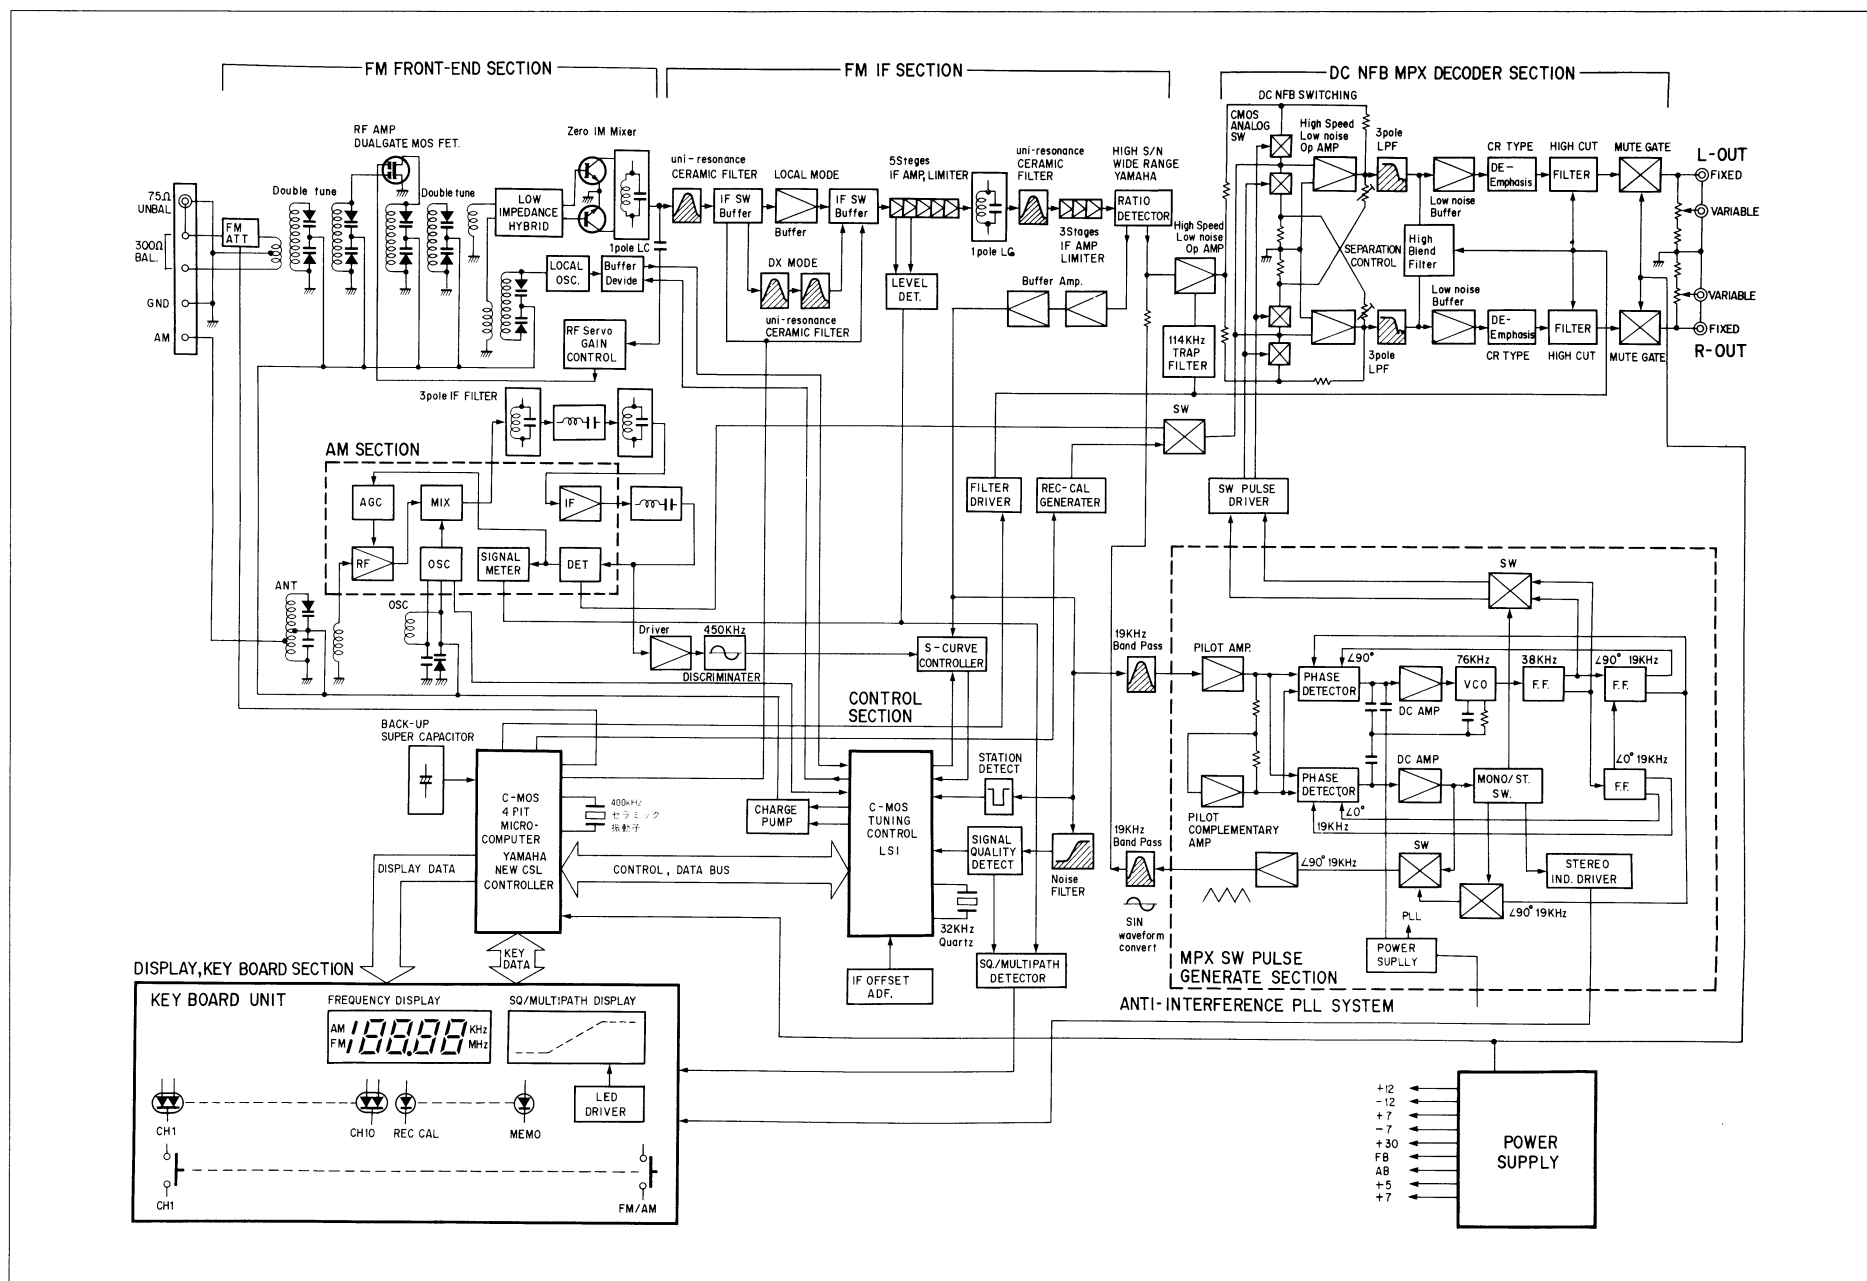 FM FRONT-END SECTION
FM IF SECTION
DC NFB MPX DECODER SECTION
RF AMP
DUALGATE MOS FET.
Zero IM Mixer
uni-resonance
CERAMIC FILTER
LOCAL MODE
5Steges
IF AMP, LIMITER
uni-resonance
CERAMIC
FILTER
HIGH S/N
WIDE RANGE
YAMAHA
DC NFB SWITCHING
CMOS
ANALOG
SW
High Speed
Low noise
Op AMP
3pole
LPF
CR TYPE
HIGH CUT
MUTE GATE
L-OUT
FIXED
75Ω
UNBAL
300Ω
BAL.
GND
AM
FM
ATT
Double tune
Double tune
LOW
IMPEDANCE
HYBRID
1pole LC
IF SW
Buffer
Buffer
IF SW
Buffer
1pole LC
3Stages
IF AMP
LIMITER
RATIO
DETECTOR
High Speed
Low noise
Op AMP
Low noise
Buffer
DE-
Emphasis
FILTER
VARIABLE
SEPARATION
CONTROL
High
Blend
Filter
LOCAL
OSC.
Buffer
Devide
DX MODE
uni-resonance
CERAMIC FILTER
LEVEL
DET.
Buffer Amp.
Low noise
Buffer
VARIABLE
DE-
Emphasis
FILTER
FIXED
R-OUT
CR TYPE
HIGH CUT
MUTE GATE
3pole
LPF
RF Servo
GAIN
CONTROL
114KHz
TRAP
FILTER
3pole IF FILTER
SW
AM SECTION
AGC
MIX
IF
RF
OSC
SIGNAL
METER
DET
FILTER
DRIVER
REC-CAL
GENERATER
SW PULSE
DRIVER
SW
ANT
OSC
Driver
450KHz
DISCRIMINATER
S-CURVE
CONTROLLER
19KHz
Band Pass
PILOT AMP.
∠90°
PHASE
DETECTOR
DC AMP
76KHz
VCO
38KHz
F.F.
∠90° 19KHz
F.F.
CONTROL
SECTION
BACK-UP
SUPER CAPACITOR
C-MOS
4 PIT
MICRO-
COMPUTER
YAMAHA
NEW CSL
CONTROLLER
400kHz
セラミック
振動子
CHARGE
PUMP
C-MOS
TUNING
CONTROL
LSI
STATION
DETECT
SIGNAL
QUALITY
DETECT
Noise
FILTER
PHASE
DETECTOR
∠0°
19KHz
DC AMP
MONO/ST.
SW.
∠0° 19KHz
F.F.
PILOT
COMPLEMENTARY
AMP
19KHz
Band Pass
∠90° 19KHz
SW
STEREO
IND. DRIVER
∠90° 19KHz
DISPLAY DATA
CONTROL, DATA BUS
32KHz
Quartz
SIN
waveform
convert
PLL
POWER
SUPLLY
KEY
DATA
IF OFFSET
ADF.
SQ./MULTIPATH
DETECTOR
MPX SW PULSE
GENERATE SECTION
ANTI-INTERFERENCE PLL SYSTEM
DISPLAY, KEY BOARD SECTION
KEY BOARD UNIT
FREQUENCY DISPLAY
SQ/MULTIPATH DISPLAY
AM
FM
188.88
KHz
MHz
LED
DRIVER
CH1
CH10
REC CAL
MEMO
CH1
FM/AM
+12
-12
+7
-7
+30
FB
AB
+5
+7
POWER
SUPPLY